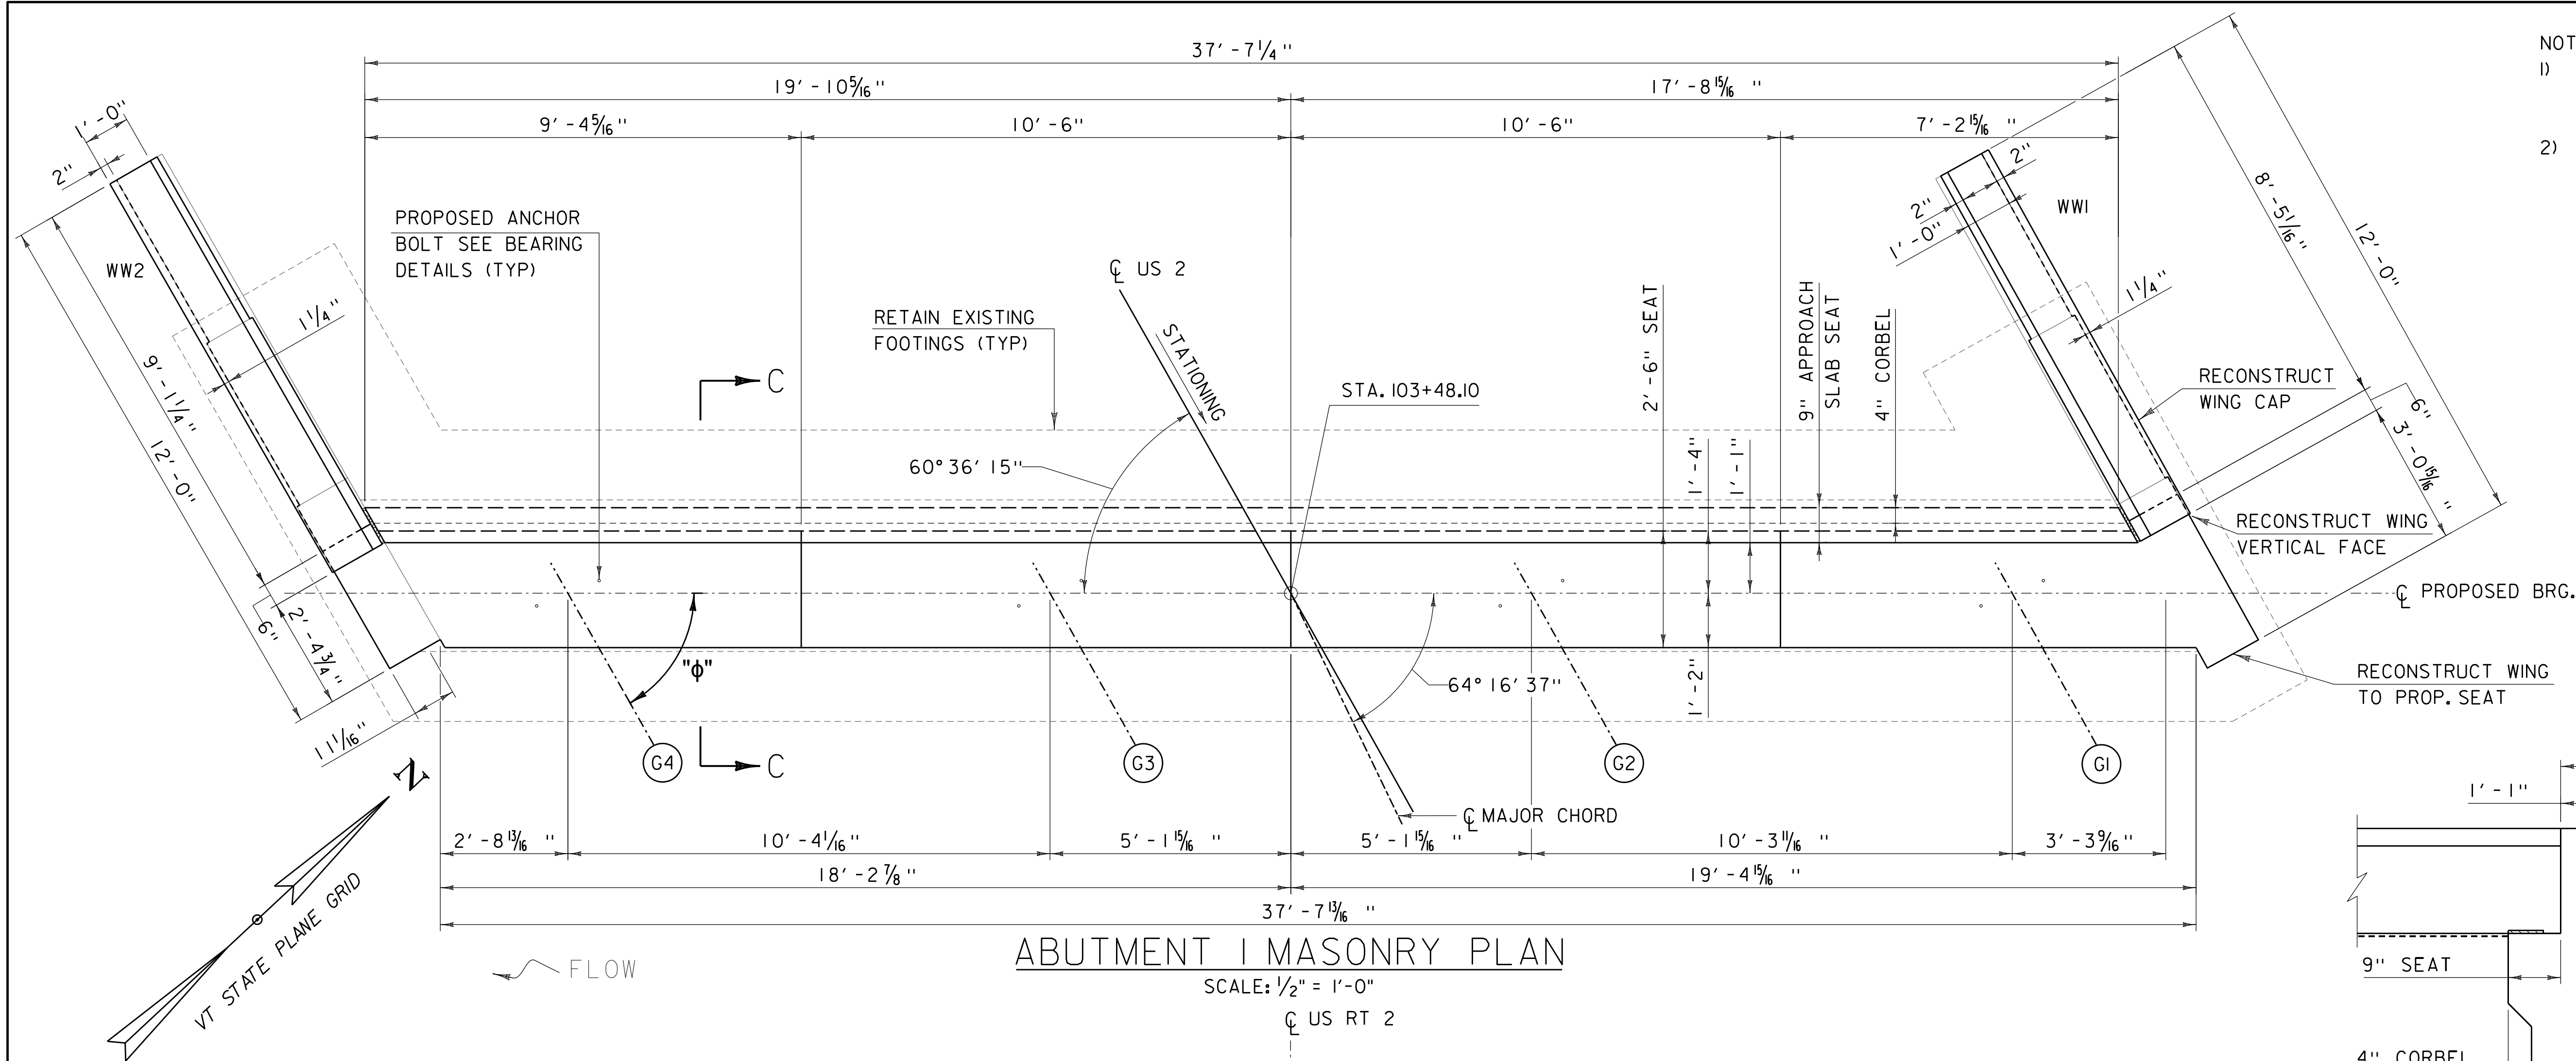 37'-7 1/4"
19'-10 5/16"
17'-8 15/16 "
9'-4 5/16"
10'-6"
10'-6"
7'-2 15/16 "
NOT
1)
2)
1'-0"
2"
WW2
1 1/4"
9'-1 1/4"
12'-0"
6"
2'-4 3/4"
1 1 1/16"
PROPOSED ANCHOR
BOLT SEE BEARING
DETAILS (TYP)
RETAIN EXISTING
FOOTINGS (TYP)
℄ US 2
STATIONING
STA. 103+48.10
60°36'15"
64°16'37"
C
C
"ϕ"
2'-6" SEAT
1'-4"
1'-1"
1'-2"
9" APPROACH
SLAB SEAT
4" CORBEL
2"
2"
1'-0"
WW1
8'-5 1/16"
12'-0"
1 1/4"
6"
3'-0 15/16 "
RECONSTRUCT
WING CAP
RECONSTRUCT WING
VERTICAL FACE
℄ PROPOSED BRG.
RECONSTRUCT WING
TO PROP. SEAT
G4
G3
G2
G1
℄ MAJOR CHORD
2'-8 13/16 "
10'-4 1/16"
5'-1 15/16 "
5'-1 15/16 "
10'-3 11/16 "
3'-3 9/16 "
18'-2 7/8 "
19'-4 15/16 "
37'-7 13/16 "
N
VT STATE PLANE GRID
FLOW
ABUTMENT 1 MASONRY PLAN
SCALE: 1/2" = 1'-0"
℄ US RT 2
1'-1"
9" SEAT
4" CORBEL